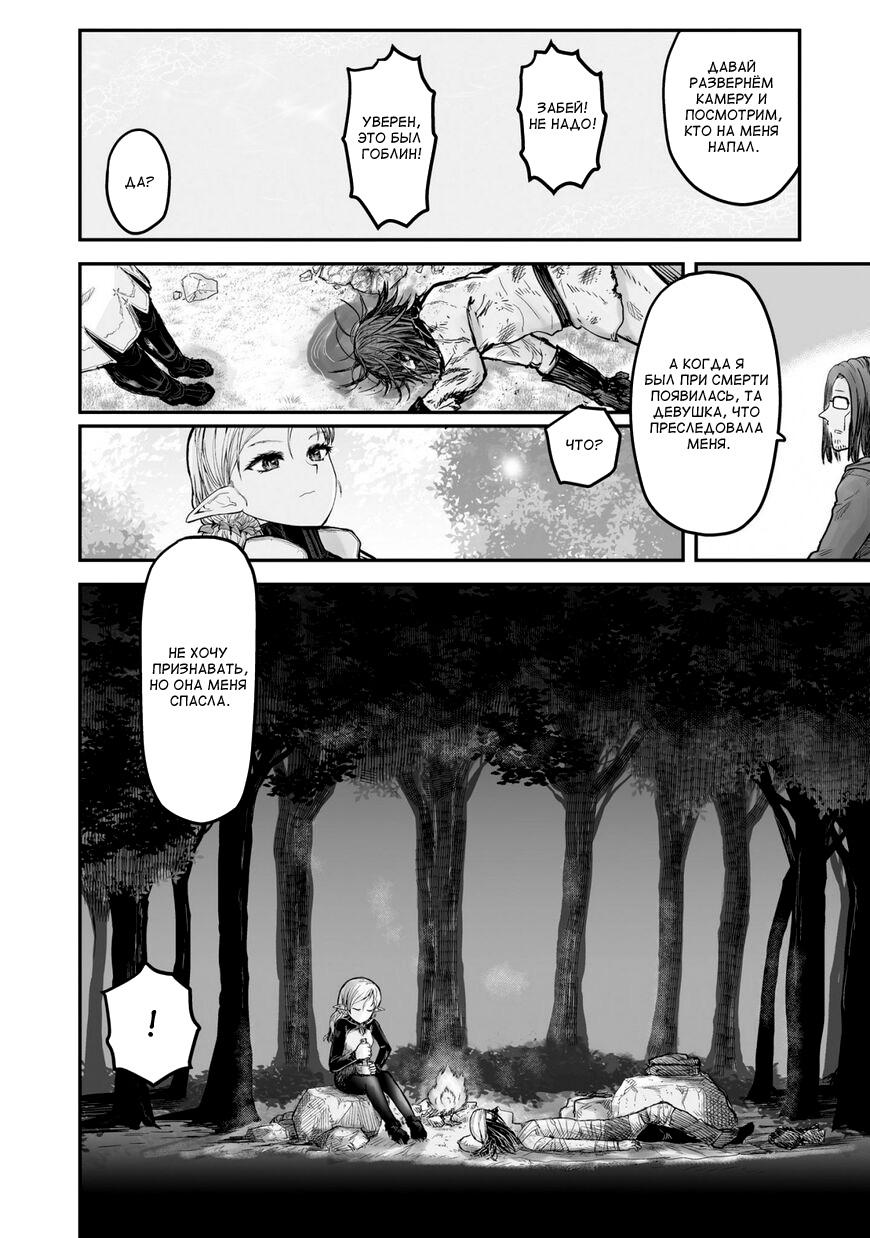 ДАВАЙ
РАЗВЕРНЁМ
КАМЕРУ И
ПОСМОТРИМ,
КТО НА МЕНЯ
НАПАЛ.
ЗАБЕЙ!
НЕ НАДО!
УВЕРЕН,
ЭТО БЫЛ
ГОБЛИН!
ДА?
А КОГДА Я
БЫЛ ПРИ СМЕРТИ
ПОЯВИЛАСЬ, ТА
ДЕВУШКА, ЧТО
ПРЕСЛЕДОВАЛА
МЕНЯ.
ЧТО?
НЕ ХОЧУ
ПРИЗНАВАТЬ,
НО ОНА МЕНЯ
СПАСЛА.
!